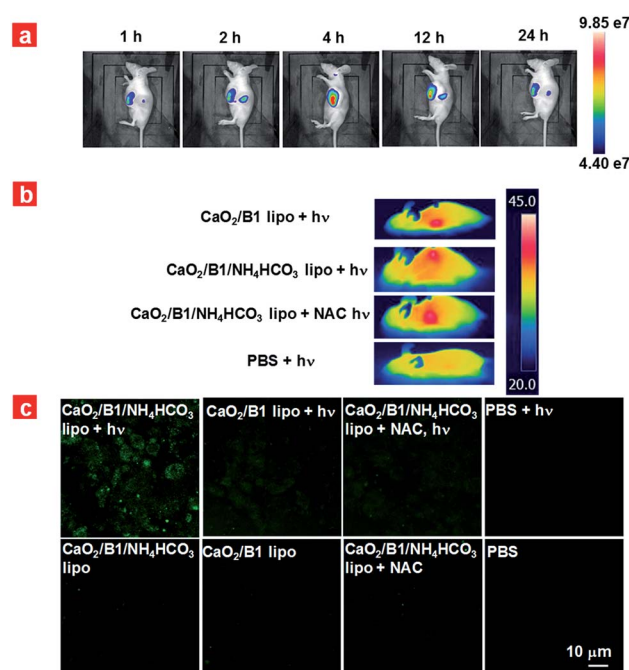 a
1 h 2 h 4 h 12 h 24 h
9.85 e7
4.40 e7
b
CaO₂/B1 lipo + hν
CaO₂/B1/NH₄HCO₃ lipo + hν
CaO₂/B1/NH₄HCO₃ lipo + NAC hν
PBS + hν
45.0
20.0
c
CaO₂/B1/NH₄HCO₃
lipo + hν
CaO₂/B1 lipo + hν
CaO₂/B1/NH₄HCO₃
lipo + NAC, hν
PBS + hν
CaO₂/B1/NH₄HCO₃
lipo
CaO₂/B1 lipo
CaO₂/B1/NH₄HCO₃
lipo + NAC
PBS
10 μm